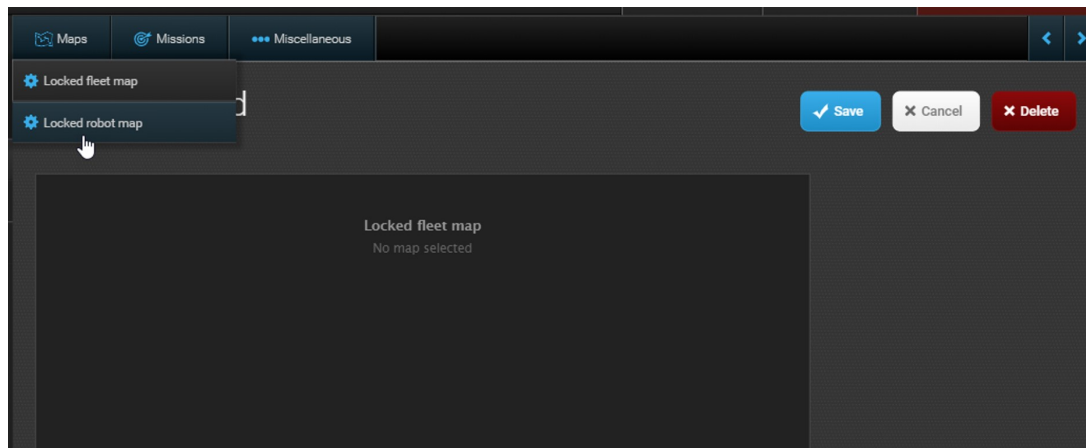 Maps
Missions
Miscellaneous
Locked fleet map
Locked robot map
d
Save
Cancel
Delete
Locked fleet map
No map selected